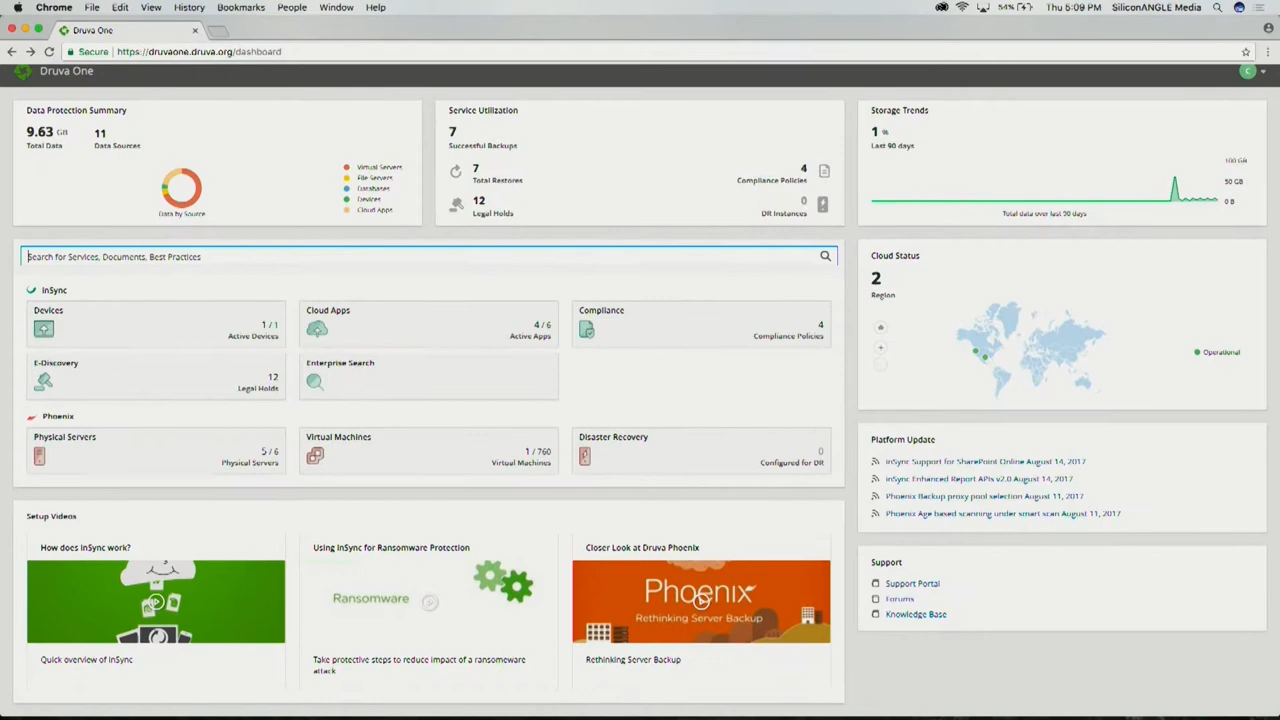 Chrome File Edit View History Bookmarks People Window Help 54% Thu 5:09 PM SiliconANGLE Media
Druva One
Secure https://druvaone.druva.org/dashboard
Druva One
C
Data Protection Summary
9.63 GB
Total Data
11
Data Sources
Data by Source
Virtual Servers
File Servers
Databases
Devices
Cloud Apps
Service Utilization
7
Successful Backups
7
Total Restores
4
Compliance Policies
12
Legal Holds
0
DR Instances
Storage Trends
1 %
Last 90 days
100 GB
50 GB
0 B
Total data over last 90 days
Search for Services, Documents, Best Practices
inSync
Devices
1 / 1
Active Devices
Cloud Apps
4 / 6
Active Apps
Compliance
4
Compliance Policies
E-Discovery
12
Legal Holds
Enterprise Search
Phoenix
Physical Servers
5 / 6
Physical Servers
Virtual Machines
1 / 760
Virtual Machines
Disaster Recovery
0
Configured for DR
Cloud Status
2
Region
Operational
Platform Update
inSync Support for SharePoint Online August 14, 2017
inSync Enhanced Report APIs v2.0 August 14, 2017
Phoenix Backup proxy pool selection August 11, 2017
Phoenix Age based scanning under smart scan August 11, 2017
Support
Support Portal
Forums
Knowledge Base
Setup Videos
How does inSync work?
Quick overview of inSync
Using inSync for Ransomware Protection
Ransomware
Take protective steps to reduce impact of a ransomeware
attack
Closer Look at Druva Phoenix
Phoenix
Rethinking Server Backup
Rethinking Server Backup